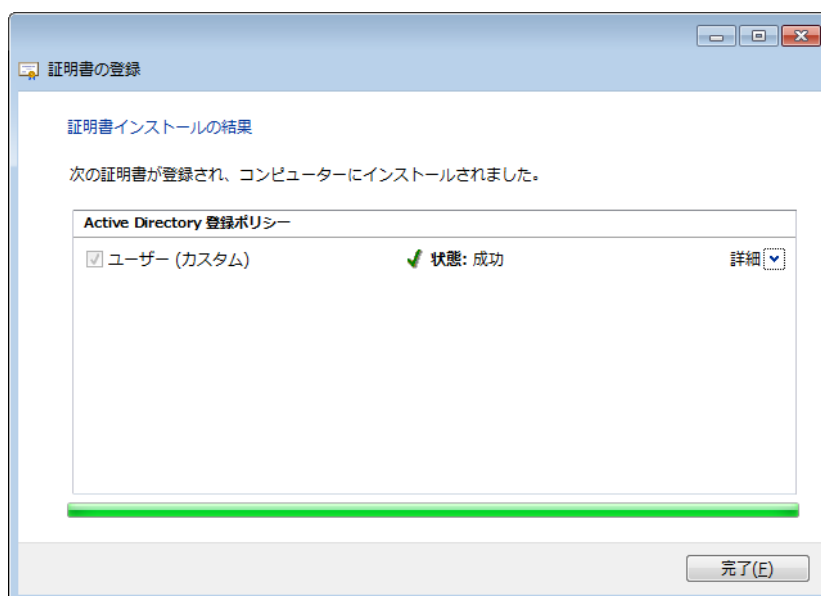 証明書の登録
証明書インストールの結果
次の証明書が登録され、コンピューターにインストールされました。
Active Directory 登録ポリシー
ユーザー (カスタム) 状態: 成功 詳細
完了(F)